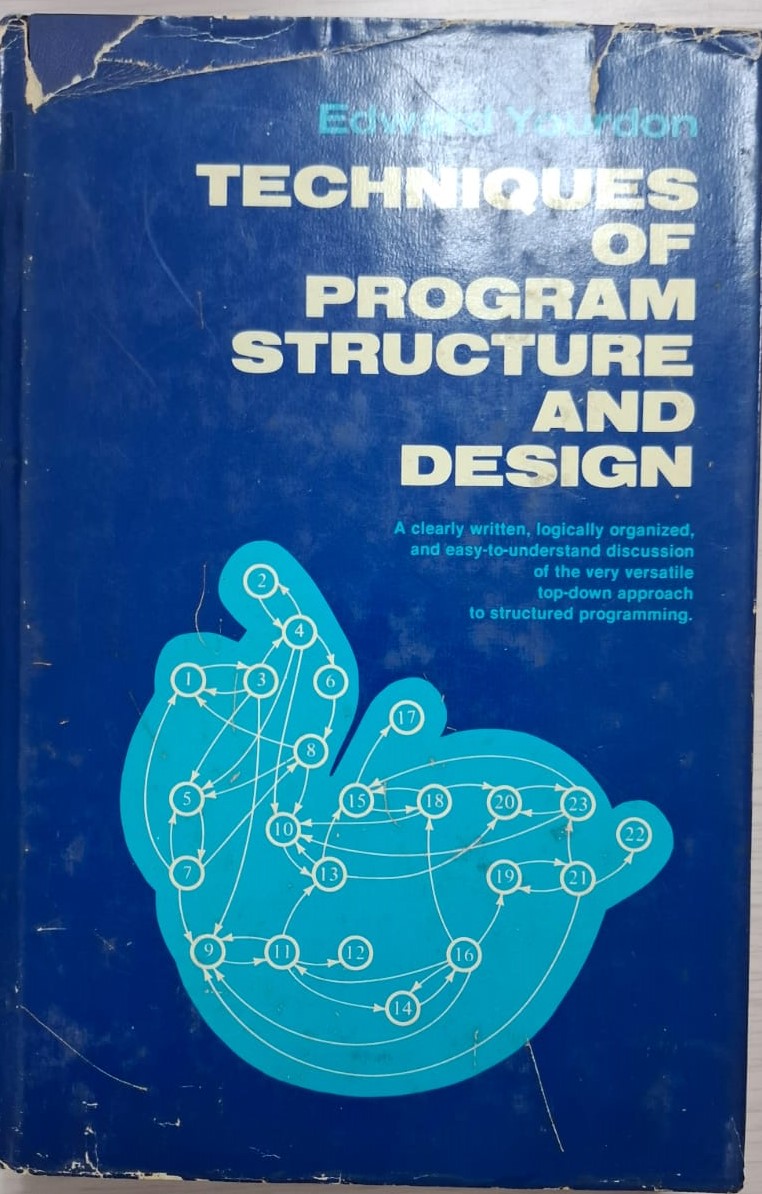 Edward Yourdon
TECHNIQUES
OF
PROGRAM
STRUCTURE
AND
DESIGN
A clearly written, logically organized,
and easy-to-understand discussion
of the very versatile
top-down approach
to structured programming.
2
4
1 3 6
17
8
5 15 18 20 23
10
22
7 13 19 21
9 11 12 16
14